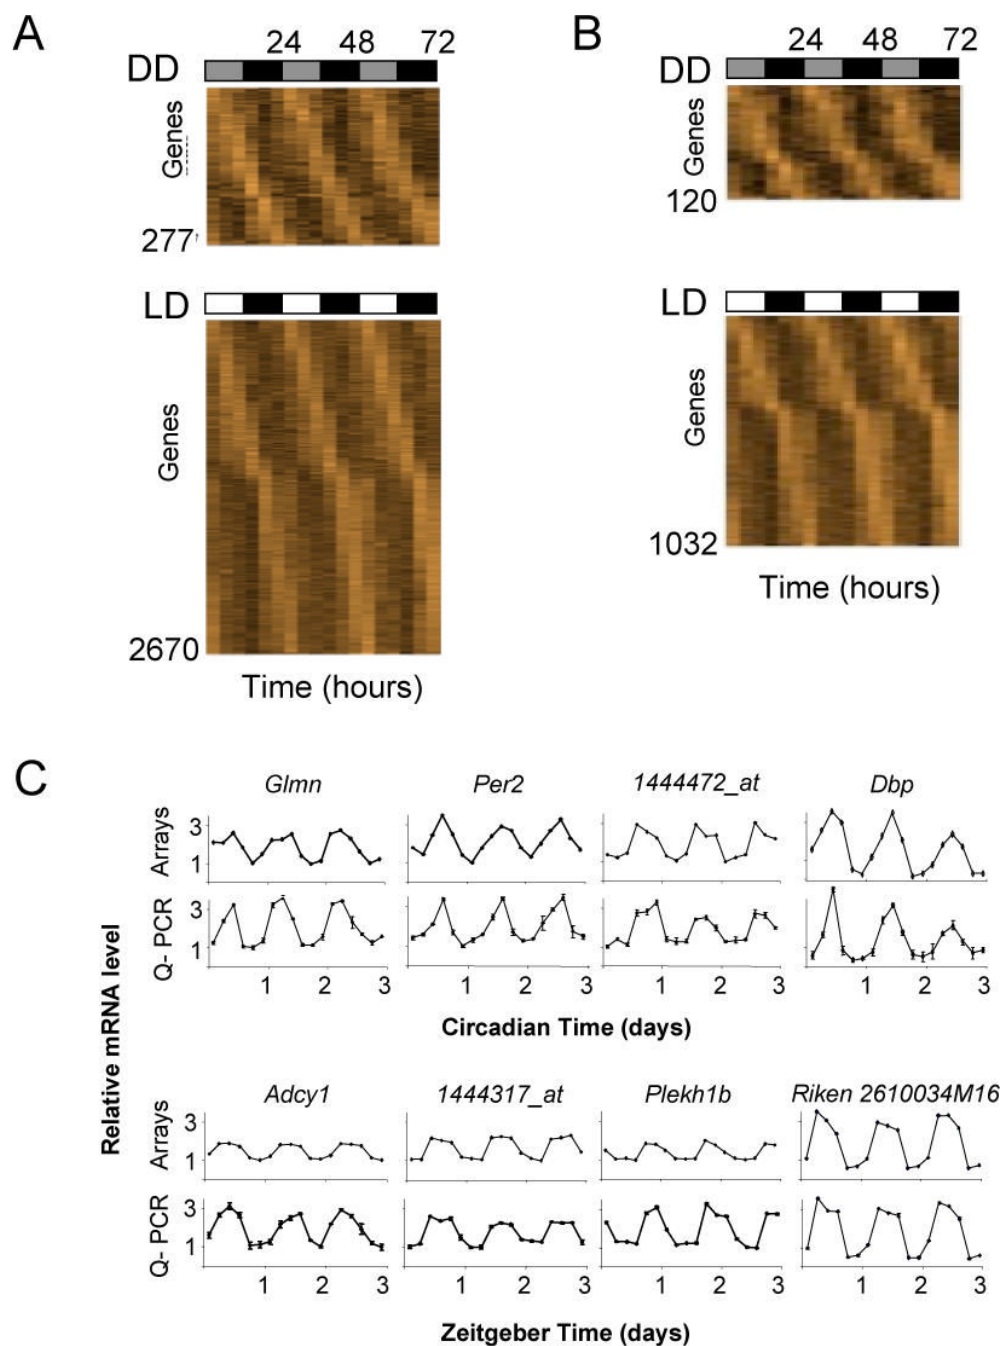 A
24 48 72
DD
Genes
277
LD
Genes
2670
Time (hours)
B
24 48 72
DD
Genes
120
LD
Genes
1032
Time (hours)
C
Glmn Per2 1444472_at Dbp
Relative mRNA level
Arrays
3
1
Q- PCR
3
1
1 2 3 1 2 3 1 2 3 1 2 3
Circadian Time (days)
Adcy1 1444317_at Plekh1b Riken 2610034M16
Arrays
3
1
Q- PCR
3
1
1 2 3 1 2 3 1 2 3 1 2 3
Zeitgeber Time (days)